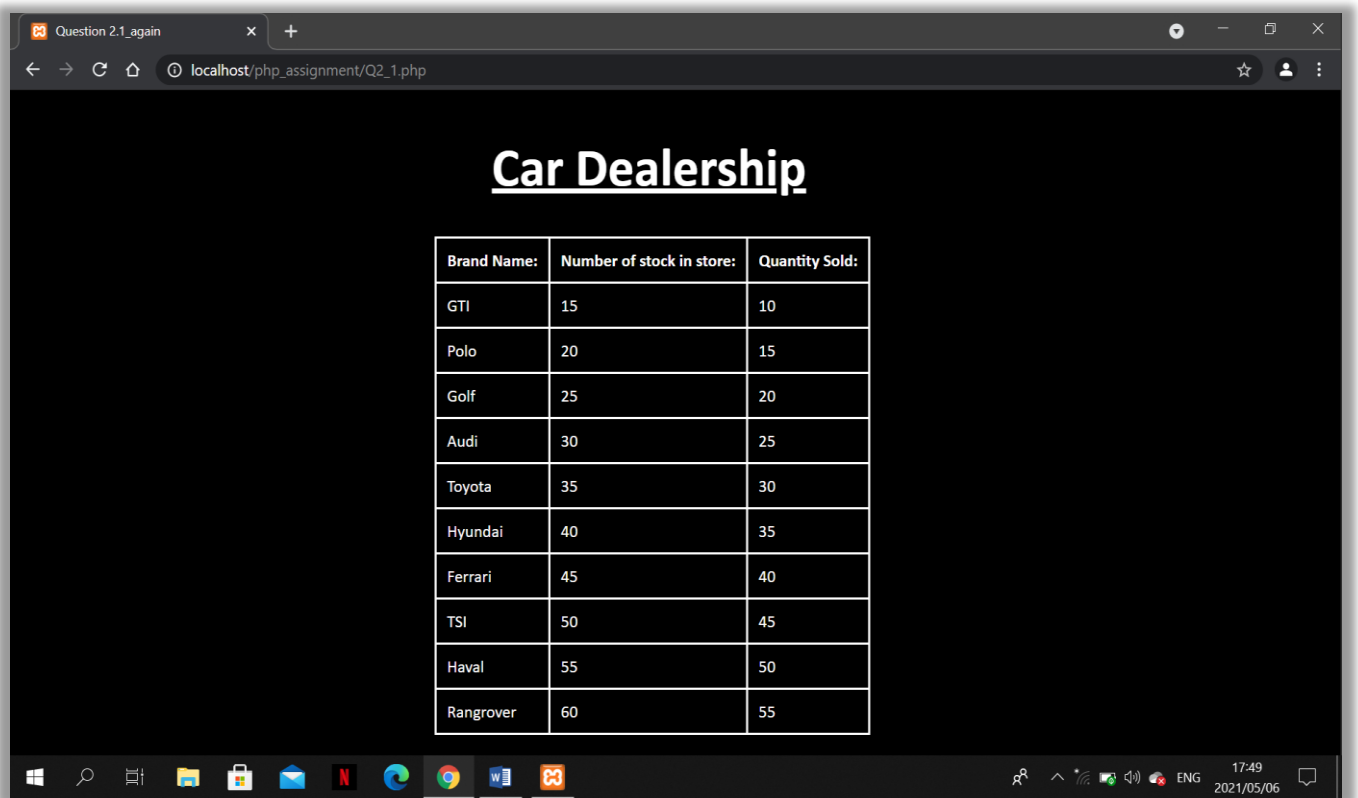 Question 2.1_again
localhost/php_assignment/Q2_1.php
Car Dealership
Brand Name: Number of stock in store: Quantity Sold:
GTI 15 10
Polo 20 15
Golf 25 20
Audi 30 25
Toyota 35 30
Hyundai 40 35
Ferrari 45 40
TSI 50 45
Haval 55 50
Rangrover 60 55
N W ENG 17:49
2021/05/06